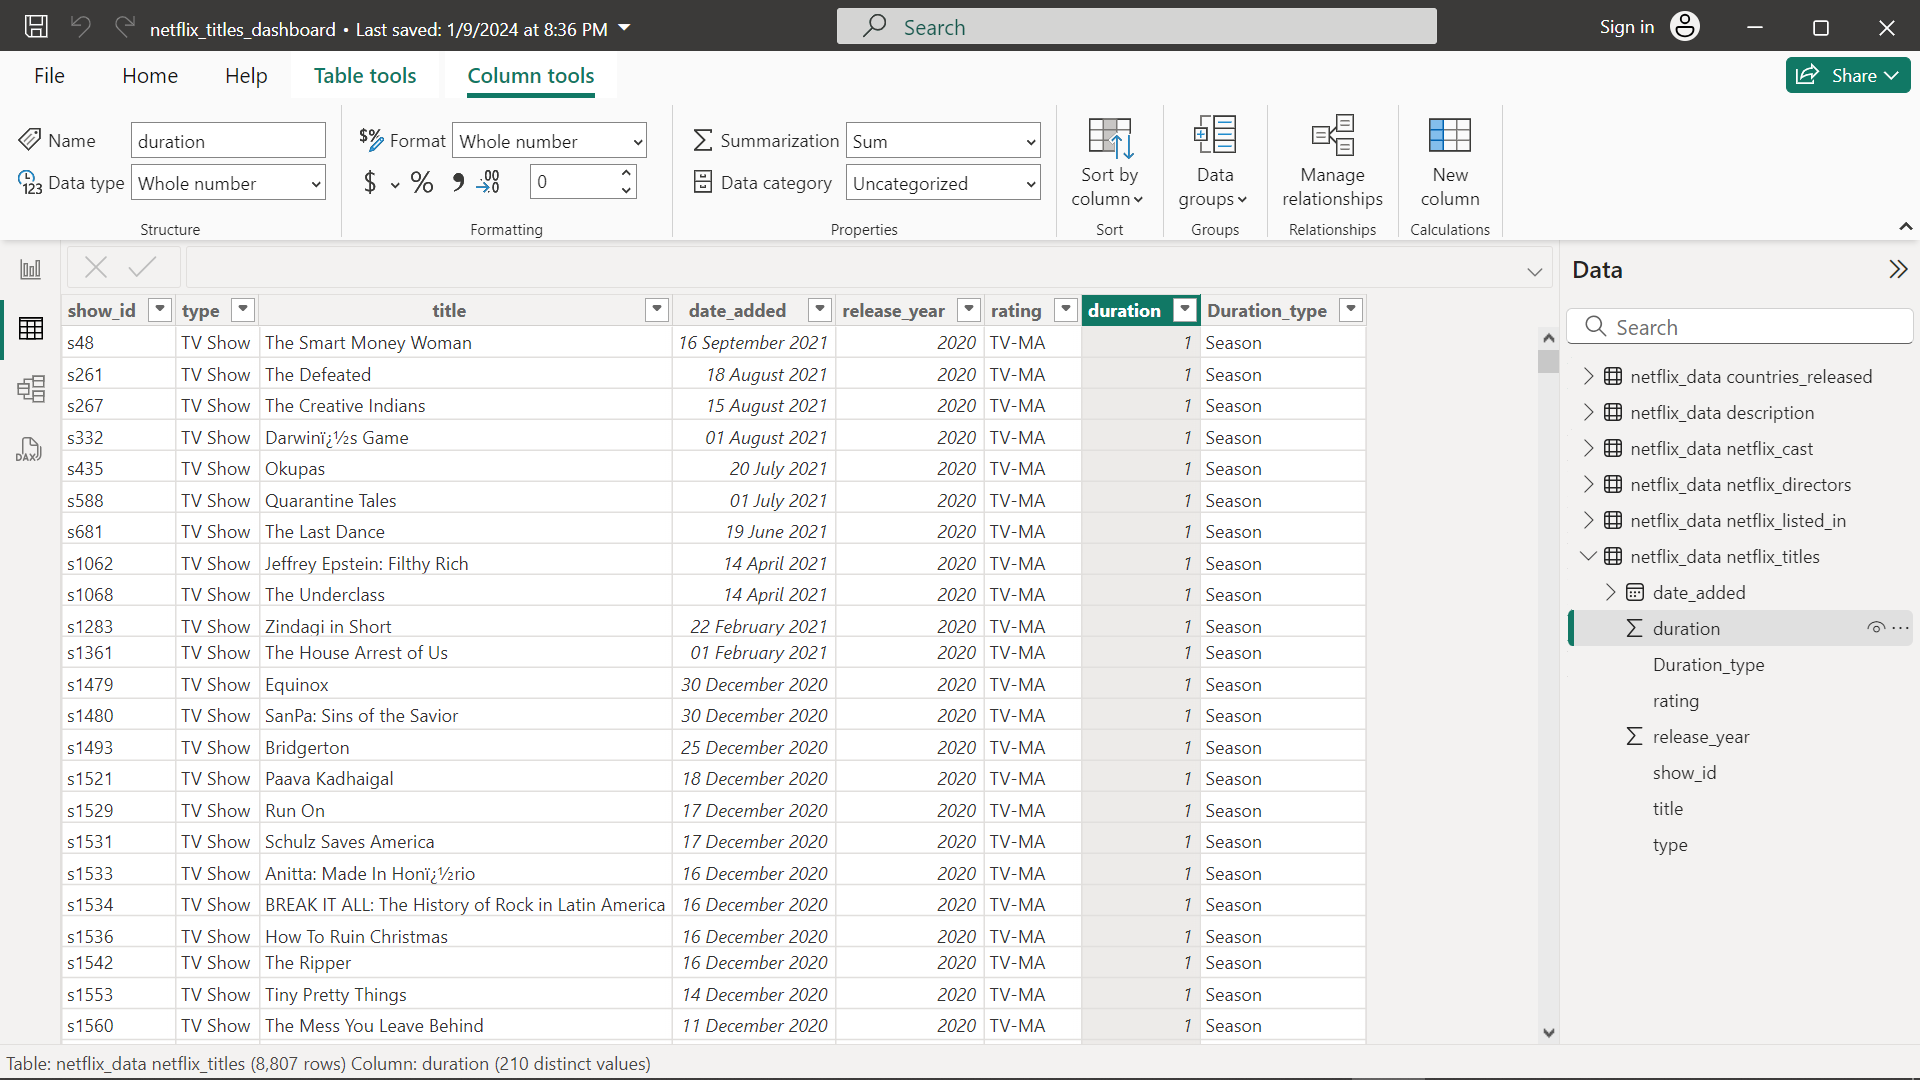 netflix_titles_dashboard • Last saved: 1/9/2024 at 8:36 PM
Search
Sign in
File Home Help Table tools Column tools
Share
Name duration
Data type Whole number
Structure
$% Format Whole number
$ % 9 .00 0
Formatting
Summarization Sum
Data category Uncategorized
Properties
Sort by column
Sort
Data groups
Groups
Manage relationships
Relationships
New column
Calculations
show_id type title date_added release_year rating duration Duration_type
s48 TV Show The Smart Money Woman 16 September 2021 2020 TV-MA 1 Season
s261 TV Show The Defeated 18 August 2021 2020 TV-MA 1 Season
s267 TV Show The Creative Indians 15 August 2021 2020 TV-MA 1 Season
s332 TV Show Darwinï¿½s Game 01 August 2021 2020 TV-MA 1 Season
s435 TV Show Okupas 20 July 2021 2020 TV-MA 1 Season
s588 TV Show Quarantine Tales 01 July 2021 2020 TV-MA 1 Season
s681 TV Show The Last Dance 19 June 2021 2020 TV-MA 1 Season
s1062 TV Show Jeffrey Epstein: Filthy Rich 14 April 2021 2020 TV-MA 1 Season
s1068 TV Show The Underclass 14 April 2021 2020 TV-MA 1 Season
s1283 TV Show Zindagi in Short 22 February 2021 2020 TV-MA 1 Season
s1361 TV Show The House Arrest of Us 01 February 2021 2020 TV-MA 1 Season
s1479 TV Show Equinox 30 December 2020 2020 TV-MA 1 Season
s1480 TV Show SanPa: Sins of the Savior 30 December 2020 2020 TV-MA 1 Season
s1493 TV Show Bridgerton 25 December 2020 2020 TV-MA 1 Season
s1521 TV Show Paava Kadhaigal 18 December 2020 2020 TV-MA 1 Season
s1529 TV Show Run On 17 December 2020 2020 TV-MA 1 Season
s1531 TV Show Schulz Saves America 17 December 2020 2020 TV-MA 1 Season
s1533 TV Show Anitta: Made In Honï¿½rio 16 December 2020 2020 TV-MA 1 Season
s1534 TV Show BREAK IT ALL: The History of Rock in Latin America 16 December 2020 2020 TV-MA 1 Season
s1536 TV Show How To Ruin Christmas 16 December 2020 2020 TV-MA 1 Season
s1542 TV Show The Ripper 16 December 2020 2020 TV-MA 1 Season
s1553 TV Show Tiny Pretty Things 14 December 2020 2020 TV-MA 1 Season
s1560 TV Show The Mess You Leave Behind 11 December 2020 2020 TV-MA 1 Season
DAX
Data
Search
netflix_data countries_released
netflix_data description
netflix_data netflix_cast
netflix_data netflix_directors
netflix_data netflix_listed_in
netflix_data netflix_titles
date_added
duration
Duration_type
rating
release_year
show_id
title
type
Table: netflix_data netflix_titles (8,807 rows) Column: duration (210 distinct values)